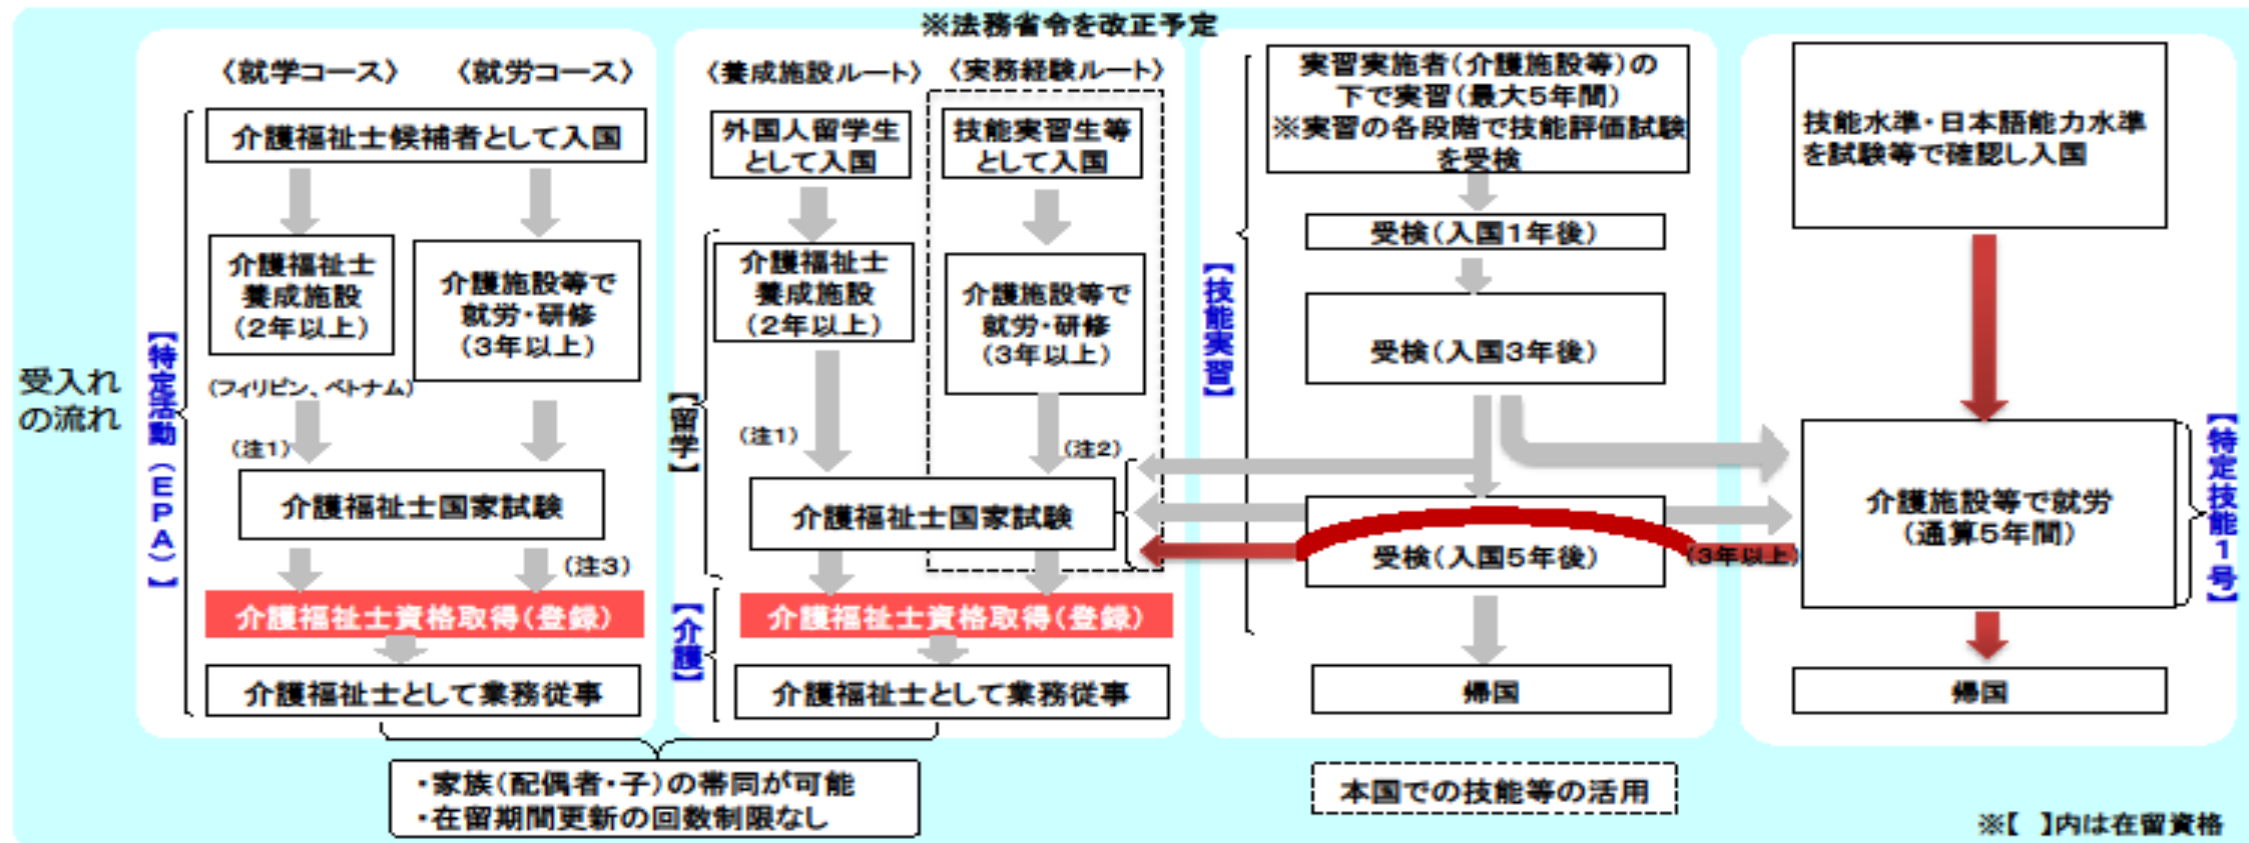 ※法務省令を改正予定
受入れ
の流れ
【特定活動（EPA）】
〈就学コース〉
〈就労コース〉
介護福祉士候補者として入国
介護福祉士
養成施設
（2年以上）
介護施設等で
就労・研修
（3年以上）
（フィリピン、ベトナム）
（注1）
介護福祉士国家試験
（注3）
介護福祉士資格取得（登録）
介護福祉士として業務従事
〈養成施設ルート〉
〈実務経験ルート〉
外国人留学生
として入国
技能実習生等
として入国
【留学】
介護福祉士
養成施設
（2年以上）
介護施設等で
就労・研修
（3年以上）
（注1）
（注2）
介護福祉士国家試験
【介護】
介護福祉士資格取得（登録）
介護福祉士として業務従事
・家族（配偶者・子）の帯同が可能
・在留期間更新の回数制限なし
【技能実習】
実習実施者（介護施設等）の
下で実習（最大5年間）
※実習の各段階で技能評価試験
を受検
受検（入国1年後）
受検（入国3年後）
受検（入国5年後）
（3年以上）
帰国
本国での技能等の活用
技能水準・日本語能力水準
を試験等で確認し入国
介護施設等で就労
（通算5年間）
【特定技能1号】
帰国
※【　】内は在留資格